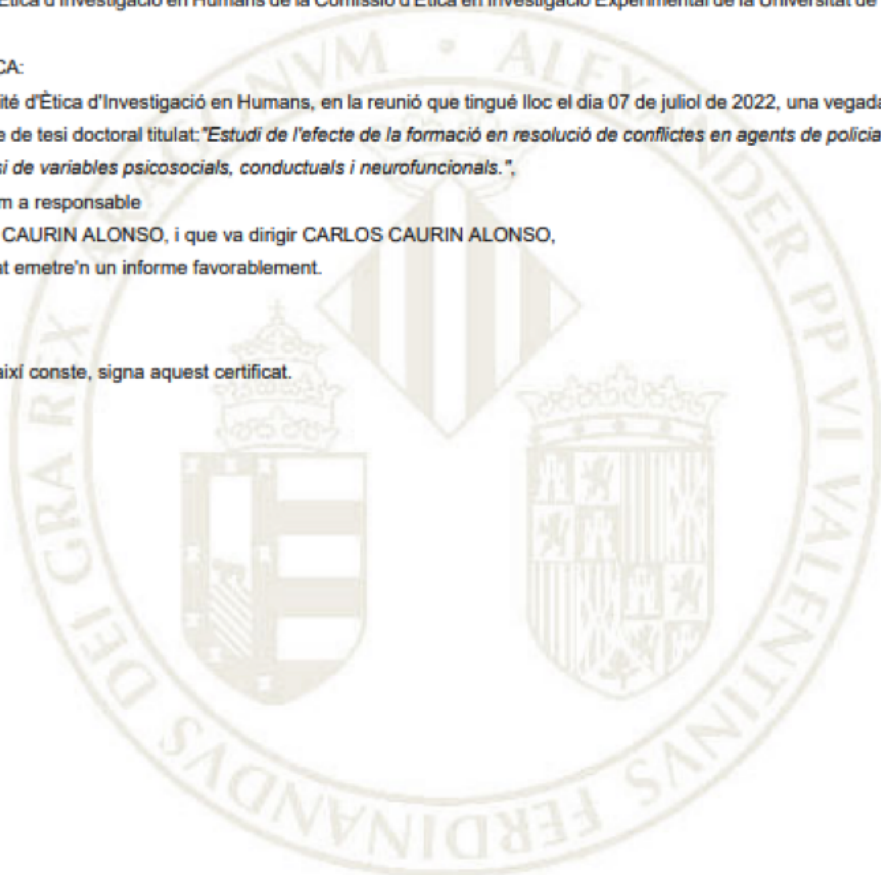 Ètica d'Investigació en Humans de la Comissió d'Ètica en Investigació Experimental de la Universitat de
CA:
ité d'Ètica d'Investigació en Humans, en la reunió que tingué lloc el dia 07 de juliol de 2022, una vegada
e de tesi doctoral titulat:"Estudi de l'efecte de la formació en resolució de conflictes en agents de policia
si de variables psicosocials, conductuals i neurofuncionals.",
m a responsable
CAURIN ALONSO, i que va dirigir CARLOS CAURIN ALONSO,
at emetre'n un informe favorablement.
així conste, signa aquest certificat.
ALEXANDER PP VI VALENTINVS FERDINANDVS DEI GRA REX ARAGONVM